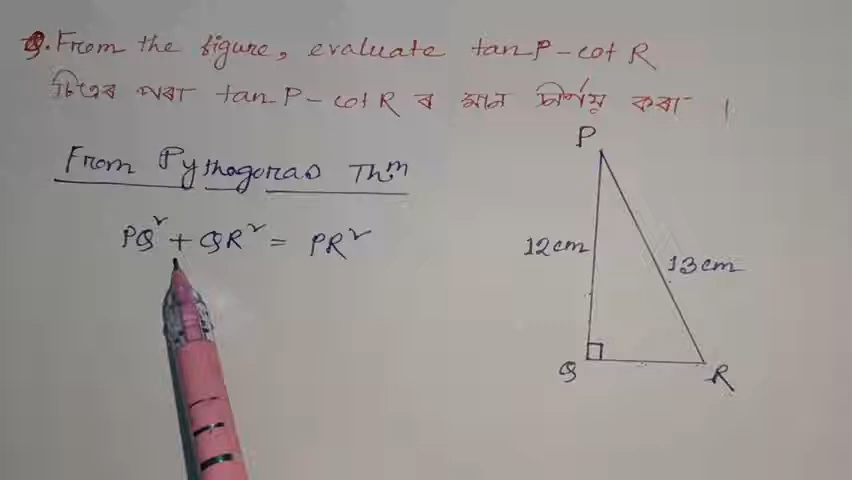 Q. From the figure, evaluate tan P - cot R
চিত্ৰৰ পৰা tan P - cot R ৰ মান নিৰ্ণয় কৰা ।
From Pythagoras Thᵐ
PQ² + QR² = PR²
P
12cm
13cm
Q
R